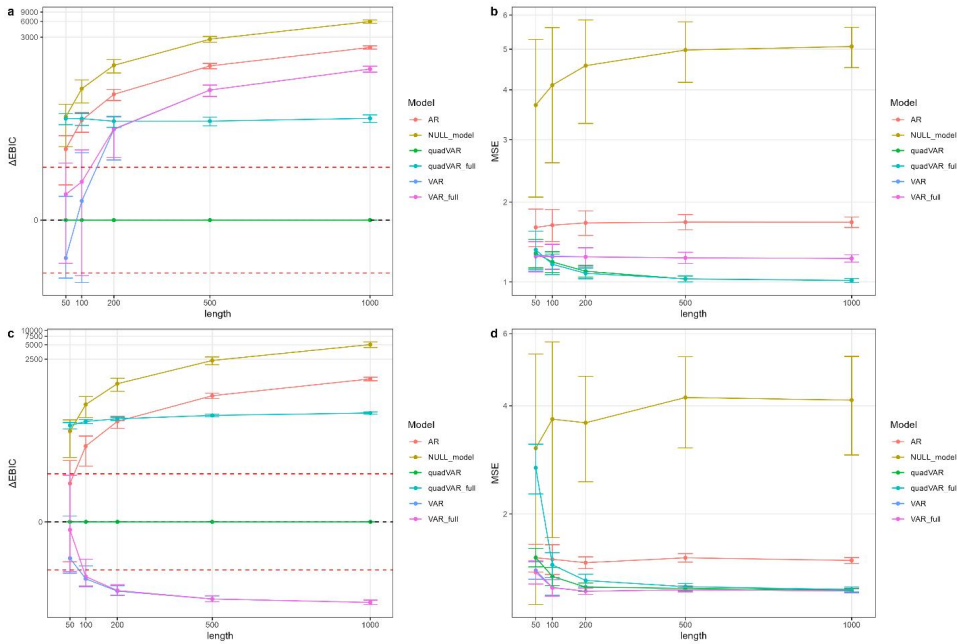 a
9000
6000
3000
0
ΔEBIC
50 100 200 500 1000
length
Model
AR
NULL_model
quadVAR
quadVAR_full
VAR
VAR_full
b
6
5
4
3
2
1
MSE
50 100 200 500 1000
length
Model
AR
NULL_model
quadVAR
quadVAR_full
VAR
VAR_full
c
10000
7500
5000
2500
0
ΔEBIC
50 100 200 500 1000
length
Model
AR
NULL_model
quadVAR
quadVAR_full
VAR
VAR_full
d
6
4
2
MSE
50 100 200 500 1000
length
Model
AR
NULL_model
quadVAR
quadVAR_full
VAR
VAR_full